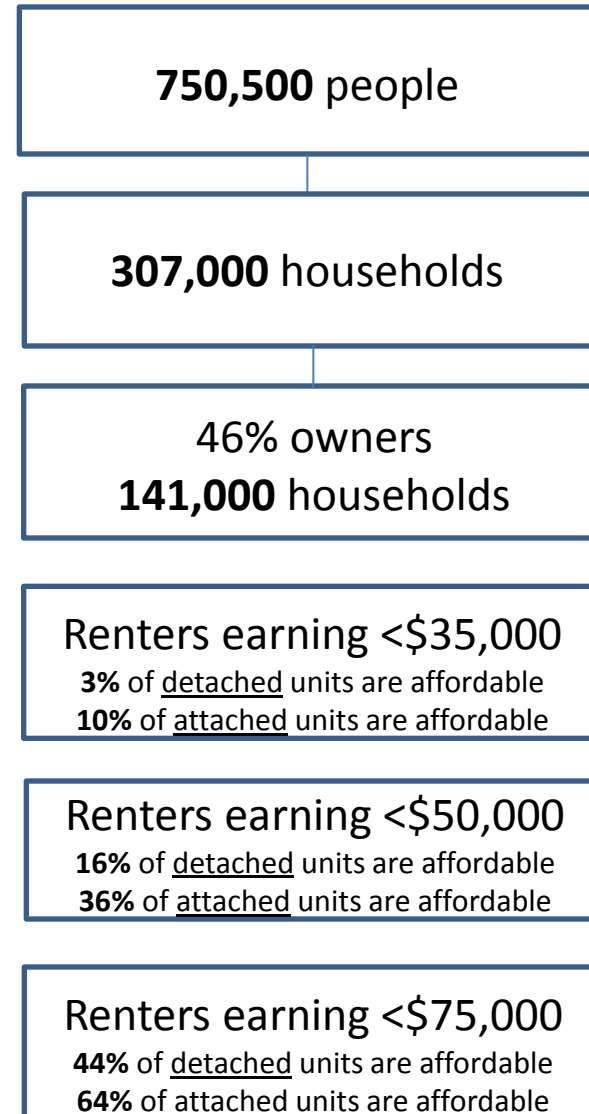 750,500 people
307,000 households
46% owners
141,000 households
Renters earning <$35,000
3% of detached units are affordable
10% of attached units are affordable
Renters earning <$50,000
16% of detached units are affordable
36% of attached units are affordable
Renters earning <$75,000
44% of detached units are affordable
64% of attached units are affordable